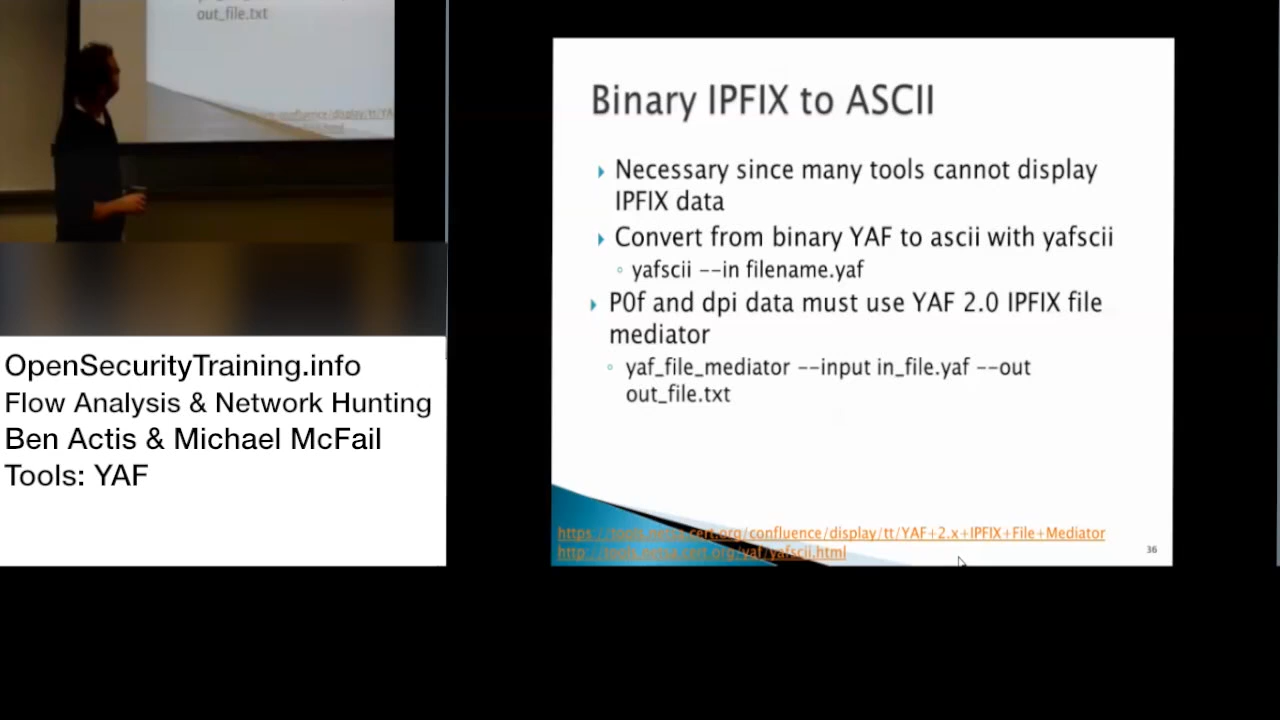 out_file.txt
OpenSecurityTraining.info
Flow Analysis & Network Hunting
Ben Actis & Michael McFail
Tools: YAF
Binary IPFIX to ASCII
Necessary since many tools cannot display
IPFIX data
Convert from binary YAF to ascii with yafscii
yafscii --in filename.yaf
P0f and dpi data must use YAF 2.0 IPFIX file
mediator
yaf_file_mediator --input in_file.yaf --out
out_file.txt
https://tools.netsa.cert.org/confluence/display/tt/YAF+2.x+IPFIX+File+Mediator
http://tools.netsa.cert.org/yaf/yafscii.html
36